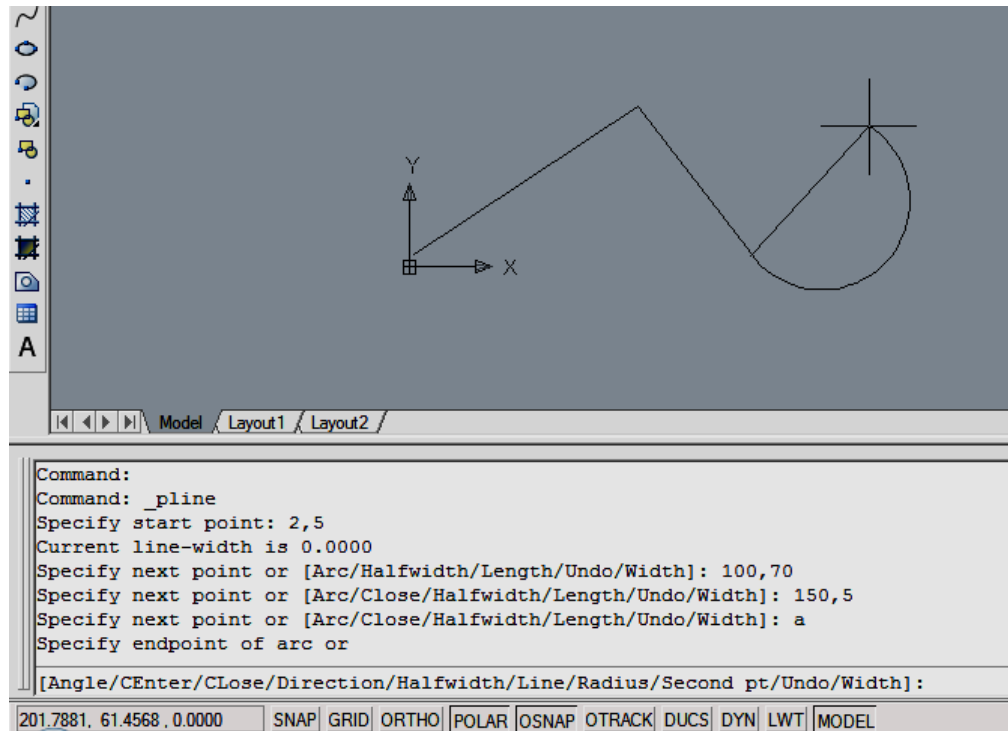 Y
X
A
Model Layout1 Layout2
Command:
Command: _pline
Specify start point: 2,5
Current line-width is 0.0000
Specify next point or [Arc/Halfwidth/Length/Undo/Width]: 100,70
Specify next point or [Arc/Close/Halfwidth/Length/Undo/Width]: 150,5
Specify next point or [Arc/Close/Halfwidth/Length/Undo/Width]: a
Specify endpoint of arc or
[Angle/CEnter/CLose/Direction/Halfwidth/Line/Radius/Second pt/Undo/Width]:
201.7881, 61.4568 , 0.0000 SNAP GRID ORTHO POLAR OSNAP OTRACK DUCS DYN LWT MODEL